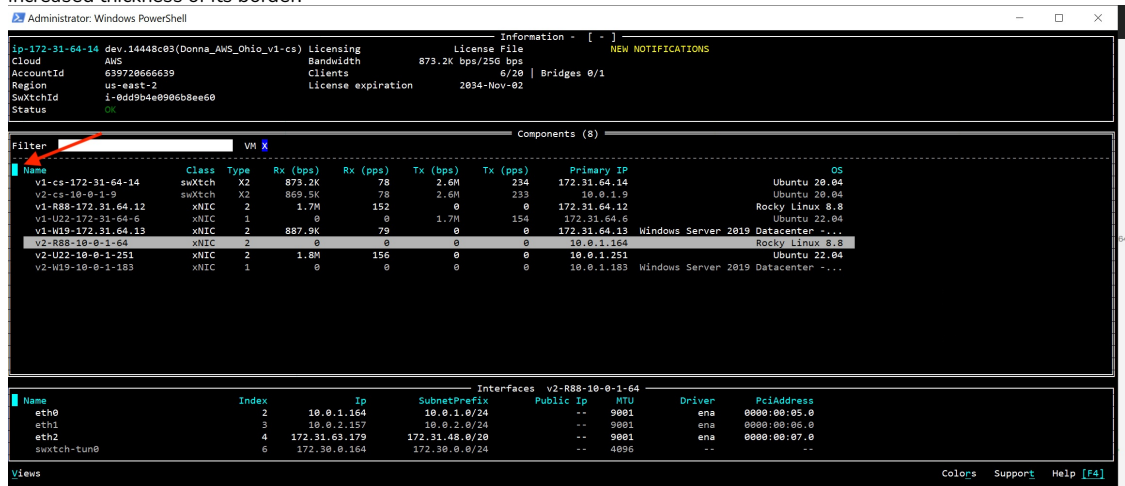 increased thickness of its border.
Administrator: Windows PowerShell
Information - [ - ]
ip-172-31-64-14 dev.14448c03(Donna_AWS_Ohio_v1-cs) Licensing License File NEW NOTIFICATIONS
Cloud AWS Bandwidth 873.2K bps/25G bps
AccountId 639720666639 Clients 6/20 | Bridges 0/1
Region us-east-2 License expiration 2034-Nov-02
SwXtchId i-0dd9b4e0906b8ee60
Status OK
Components (8)
Filter VM X
Name Class Type Rx (bps) Rx (pps) Tx (bps) Tx (pps) Primary IP OS
v1-cs-172-31-64-14 swXtch X2 873.2K 78 2.6M 234 172.31.64.14 Ubuntu 20.04
v2-cs-10-0-1-9 swXtch X2 869.5K 78 2.6M 233 10.0.1.9 Ubuntu 20.04
v1-R88-172.31.64.12 xNIC 2 1.7M 152 0 0 172.31.64.12 Rocky Linux 8.8
v1-U22-172-31-64-6 xNIC 1 0 0 1.7M 154 172.31.64.6 Ubuntu 22.04
v1-W19-172.31.64.13 xNIC 2 887.9K 79 0 0 172.31.64.13 Windows Server 2019 Datacenter -...
v2-R88-10-0-1-64 xNIC 2 0 0 0 0 10.0.1.164 Rocky Linux 8.8
v2-U22-10-0-1-251 xNIC 2 1.8M 156 0 0 10.0.1.251 Ubuntu 22.04
v2-W19-10-0-1-183 xNIC 1 0 0 0 0 10.0.1.183 Windows Server 2019 Datacenter -...
Interfaces v2-R88-10-0-1-64
Name Index Ip SubnetPrefix Public Ip MTU Driver PciAddress
eth0 2 10.0.1.164 10.0.1.0/24 -- 9001 ena 0000:00:05.0
eth1 3 10.0.2.157 10.0.2.0/24 -- 9001 ena 0000:00:06.0
eth2 4 172.31.63.179 172.31.48.0/20 -- 9001 ena 0000:00:07.0
swxtch-tun0 6 172.30.0.164 172.30.0.0/24 -- 4096 -- --
Views Colors Support Help [F4]